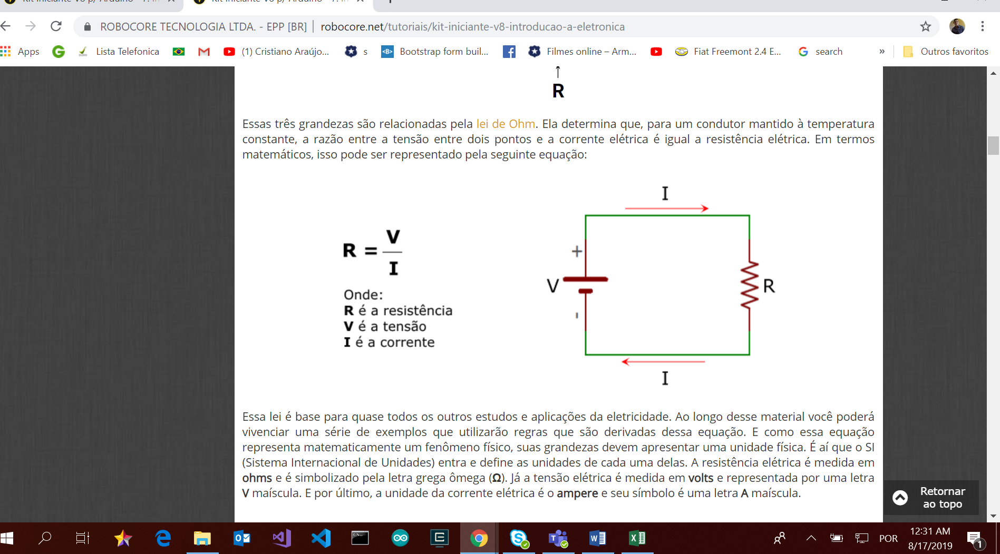 ROBOCORE TECNOLOGIA LTDA. - EPP [BR] | robocore.net/tutoriais/kit-iniciante-v8-introducao-a-eletronica
Apps Lista Telefonica (1) Cristiano Araújo... s Bootstrap form buil... Filmes online – Arm... Fiat Freemont 2.4 E... search » Outros favoritos
R
Essas três grandezas são relacionadas pela lei de Ohm. Ela determina que, para um condutor mantido à temperatura
constante, a razão entre a tensão entre dois pontos e a corrente elétrica é igual a resistência elétrica. Em termos
matemáticos, isso pode ser representado pela seguinte equação:
I
R = V
I
+
V
R
-
Onde:
R é a resistência
V é a tensão
I é a corrente
I
Essa lei é base para quase todos os outros estudos e aplicações da eletricidade. Ao longo desse material você poderá
vivenciar uma série de exemplos que utilizarão regras que são derivadas dessa equação. E como essa equação
representa matematicamente um fenômeno físico, suas grandezas devem apresentar uma unidade física. É aí que o SI
(Sistema Internacional de Unidades) entra e define as unidades de cada uma delas. A resistência elétrica é medida em
ohms e é simbolizado pela letra grega ômega (Ω). Já a tensão elétrica é medida em volts e representada por uma letra
V maíscula. E por último, a unidade da corrente elétrica é o ampere e seu símbolo é uma letra A maíscula.
Retornar
ao topo
POR
12:31 AM
8/17/2019
1